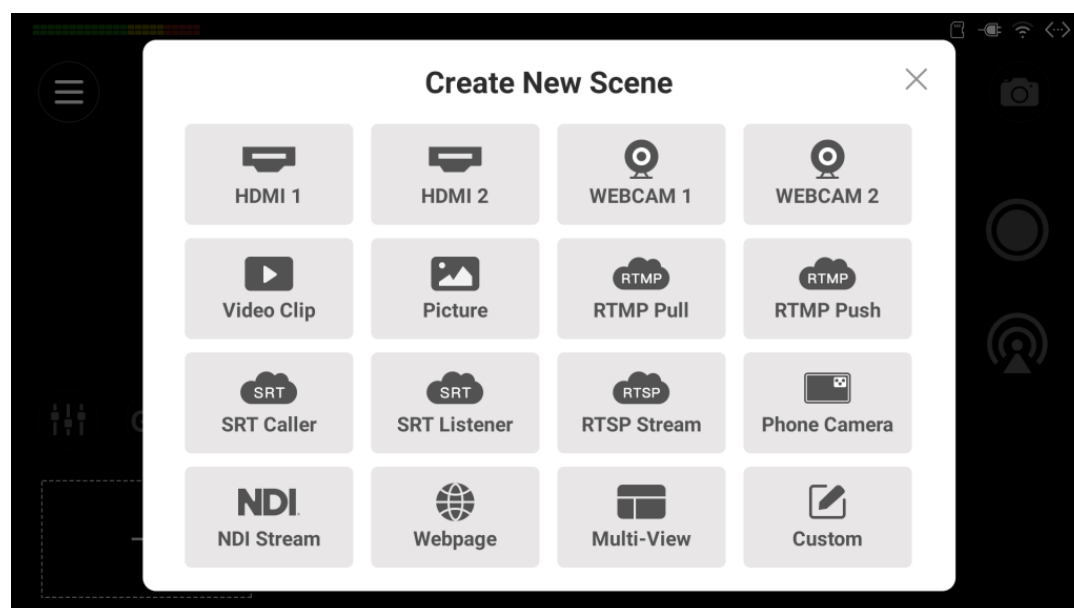 Create New Scene
HDMI 1
HDMI 2
WEBCAM 1
WEBCAM 2
Video Clip
Picture
RTMP
RTMP Pull
RTMP
RTMP Push
SRT
SRT Caller
SRT
SRT Listener
RTSP
RTSP Stream
Phone Camera
NDI
NDI Stream
Webpage
Multi-View
Custom